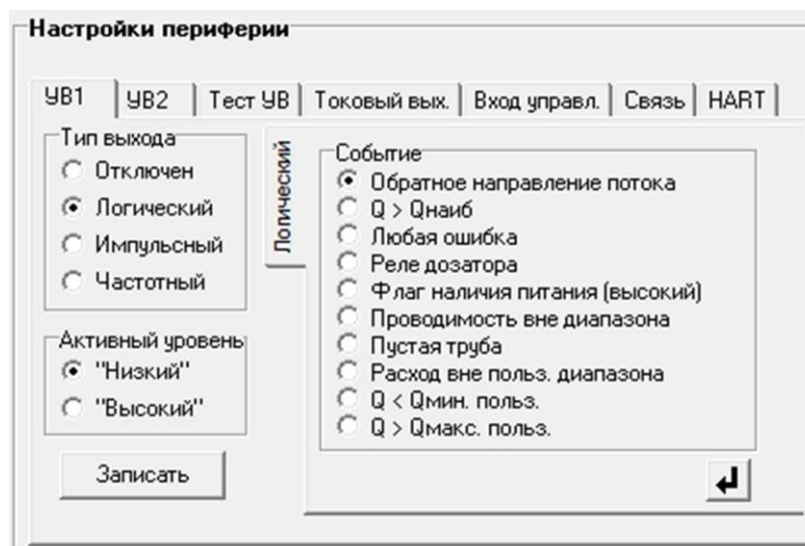 Настройки периферии
УВ1
УВ2
Тест УВ
Токовый вых.
Вход управл.
Связь
HART
Тип выхода
Отключен
Логический
Импульсный
Частотный
Активный уровень
"Низкий"
"Высокий"
Записать
Логический
Событие
Обратное направление потока
Q > Qнаиб
Любая ошибка
Реле дозатора
Флаг наличия питания (высокий)
Проводимость вне диапазона
Пустая труба
Расход вне польз. диапазона
Q < Qмин. польз.
Q > Qмакс. польз.